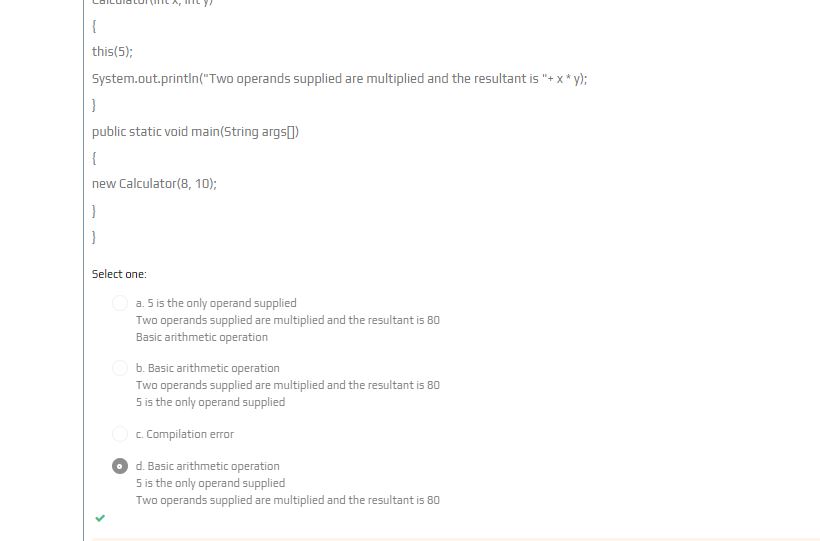 Calculator(int x, int y)
{
this(5);
System.out.println("Two operands supplied are multiplied and the resultant is "+ x * y);
}
public static void main(String args[])
{
new Calculator(8, 10);
}
}
Select one:
a. 5 is the only operand supplied
Two operands supplied are multiplied and the resultant is 80
Basic arithmetic operation
b. Basic arithmetic operation
Two operands supplied are multiplied and the resultant is 80
5 is the only operand supplied
c. Compilation error
d. Basic arithmetic operation
5 is the only operand supplied
Two operands supplied are multiplied and the resultant is 80